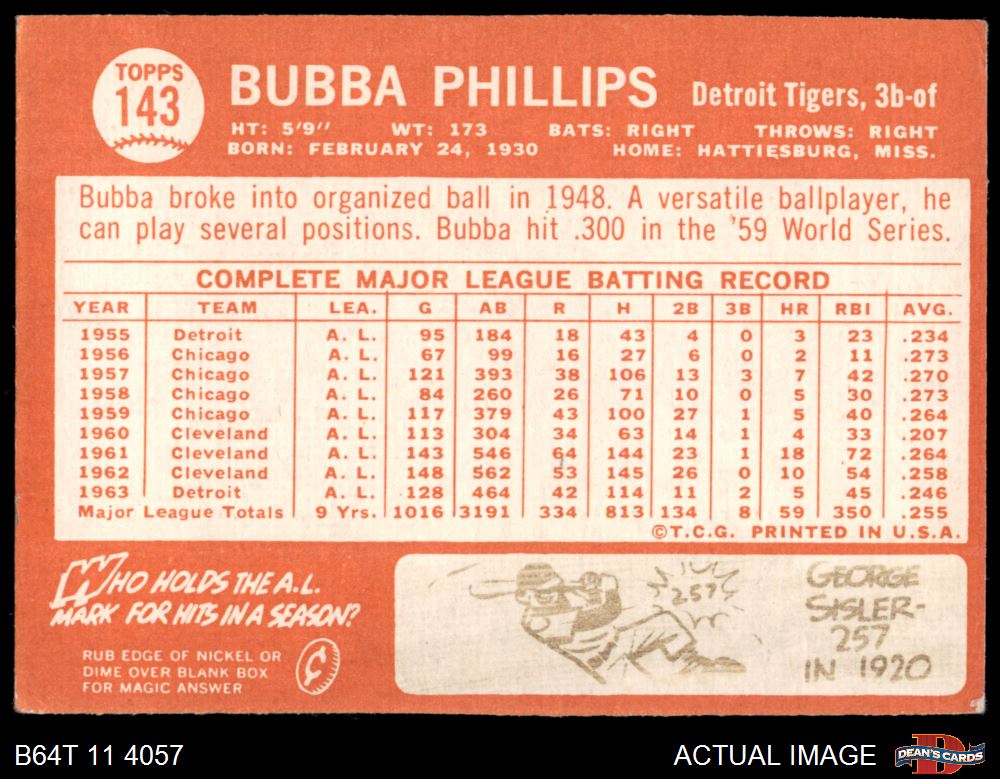 TOPPS
143
BUBBA PHILLIPS Detroit Tigers, 3b-of
HT: 5'9" WT: 173 BATS: RIGHT THROWS: RIGHT
BORN: FEBRUARY 24, 1930 HOME: HATTIESBURG, MISS.
Bubba broke into organized ball in 1948. A versatile ballplayer, he
can play several positions. Bubba hit .300 in the '59 World Series.
COMPLETE MAJOR LEAGUE BATTING RECORD
YEAR TEAM LEA. G AB R H 2B 3B HR RBI AVG.
1955 Detroit A. L. 95 184 18 43 4 0 3 23 .234
1956 Chicago A. L. 67 99 16 27 6 0 2 11 .273
1957 Chicago A. L. 121 393 38 106 13 3 7 42 .270
1958 Chicago A. L. 84 260 26 71 10 0 5 30 .273
1959 Chicago A. L. 117 379 43 100 27 1 5 40 .264
1960 Cleveland A. L. 113 304 34 63 14 1 4 33 .207
1961 Cleveland A. L. 143 546 64 144 23 1 18 72 .264
1962 Cleveland A. L. 148 562 53 145 26 0 10 54 .258
1963 Detroit A. L. 128 464 42 114 11 2 5 45 .246
Major League Totals 9 Yrs. 1016 3191 334 813 134 8 59 350 .255
©T.C.G. PRINTED IN U.S.A.
WHO HOLDS THE A.L.
MARK FOR HITS IN A SEASON?
RUB EDGE OF NICKEL OR
DIME OVER BLANK BOX
FOR MAGIC ANSWER
257
GEORGE
SISLER-
257
IN 1920
B64T 11 4057 ACTUAL IMAGE
DEAN'S CARDS